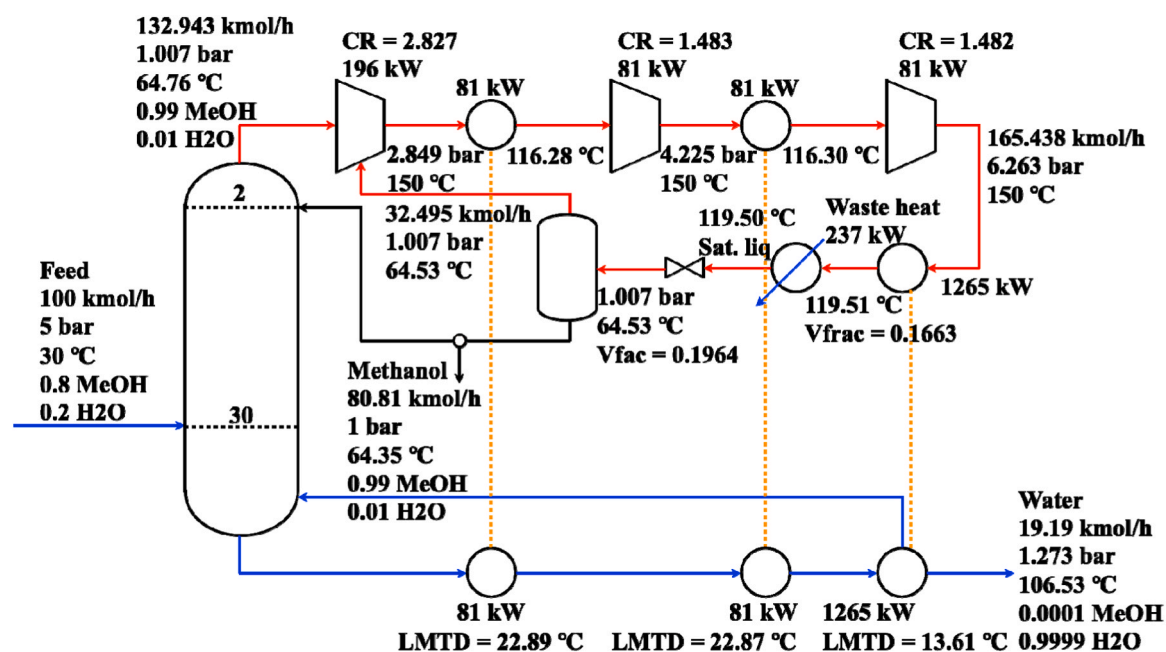 132.943 kmol/h
1.007 bar
64.76 ℃
0.99 MeOH
0.01 H2O
CR = 2.827
196 kW
81 kW
CR = 1.483
81 kW
81 kW
CR = 1.482
81 kW
2.849 bar
150 ℃
116.28 ℃
4.225 bar
150 ℃
116.30 ℃
165.438 kmol/h
6.263 bar
150 ℃
2
32.495 kmol/h
1.007 bar
64.53 ℃
119.50 ℃
Sat. liq
Waste heat
237 kW
1265 kW
119.51 ℃
Vfrac = 0.1663
1.007 bar
64.53 ℃
Vfac = 0.1964
Feed
100 kmol/h
5 bar
30 ℃
0.8 MeOH
0.2 H2O
30
Methanol
80.81 kmol/h
1 bar
64.35 ℃
0.99 MeOH
0.01 H2O
81 kW
LMTD = 22.89 ℃
81 kW
LMTD = 22.87 ℃
1265 kW
LMTD = 13.61 ℃
Water
19.19 kmol/h
1.273 bar
106.53 ℃
0.0001 MeOH
0.9999 H2O